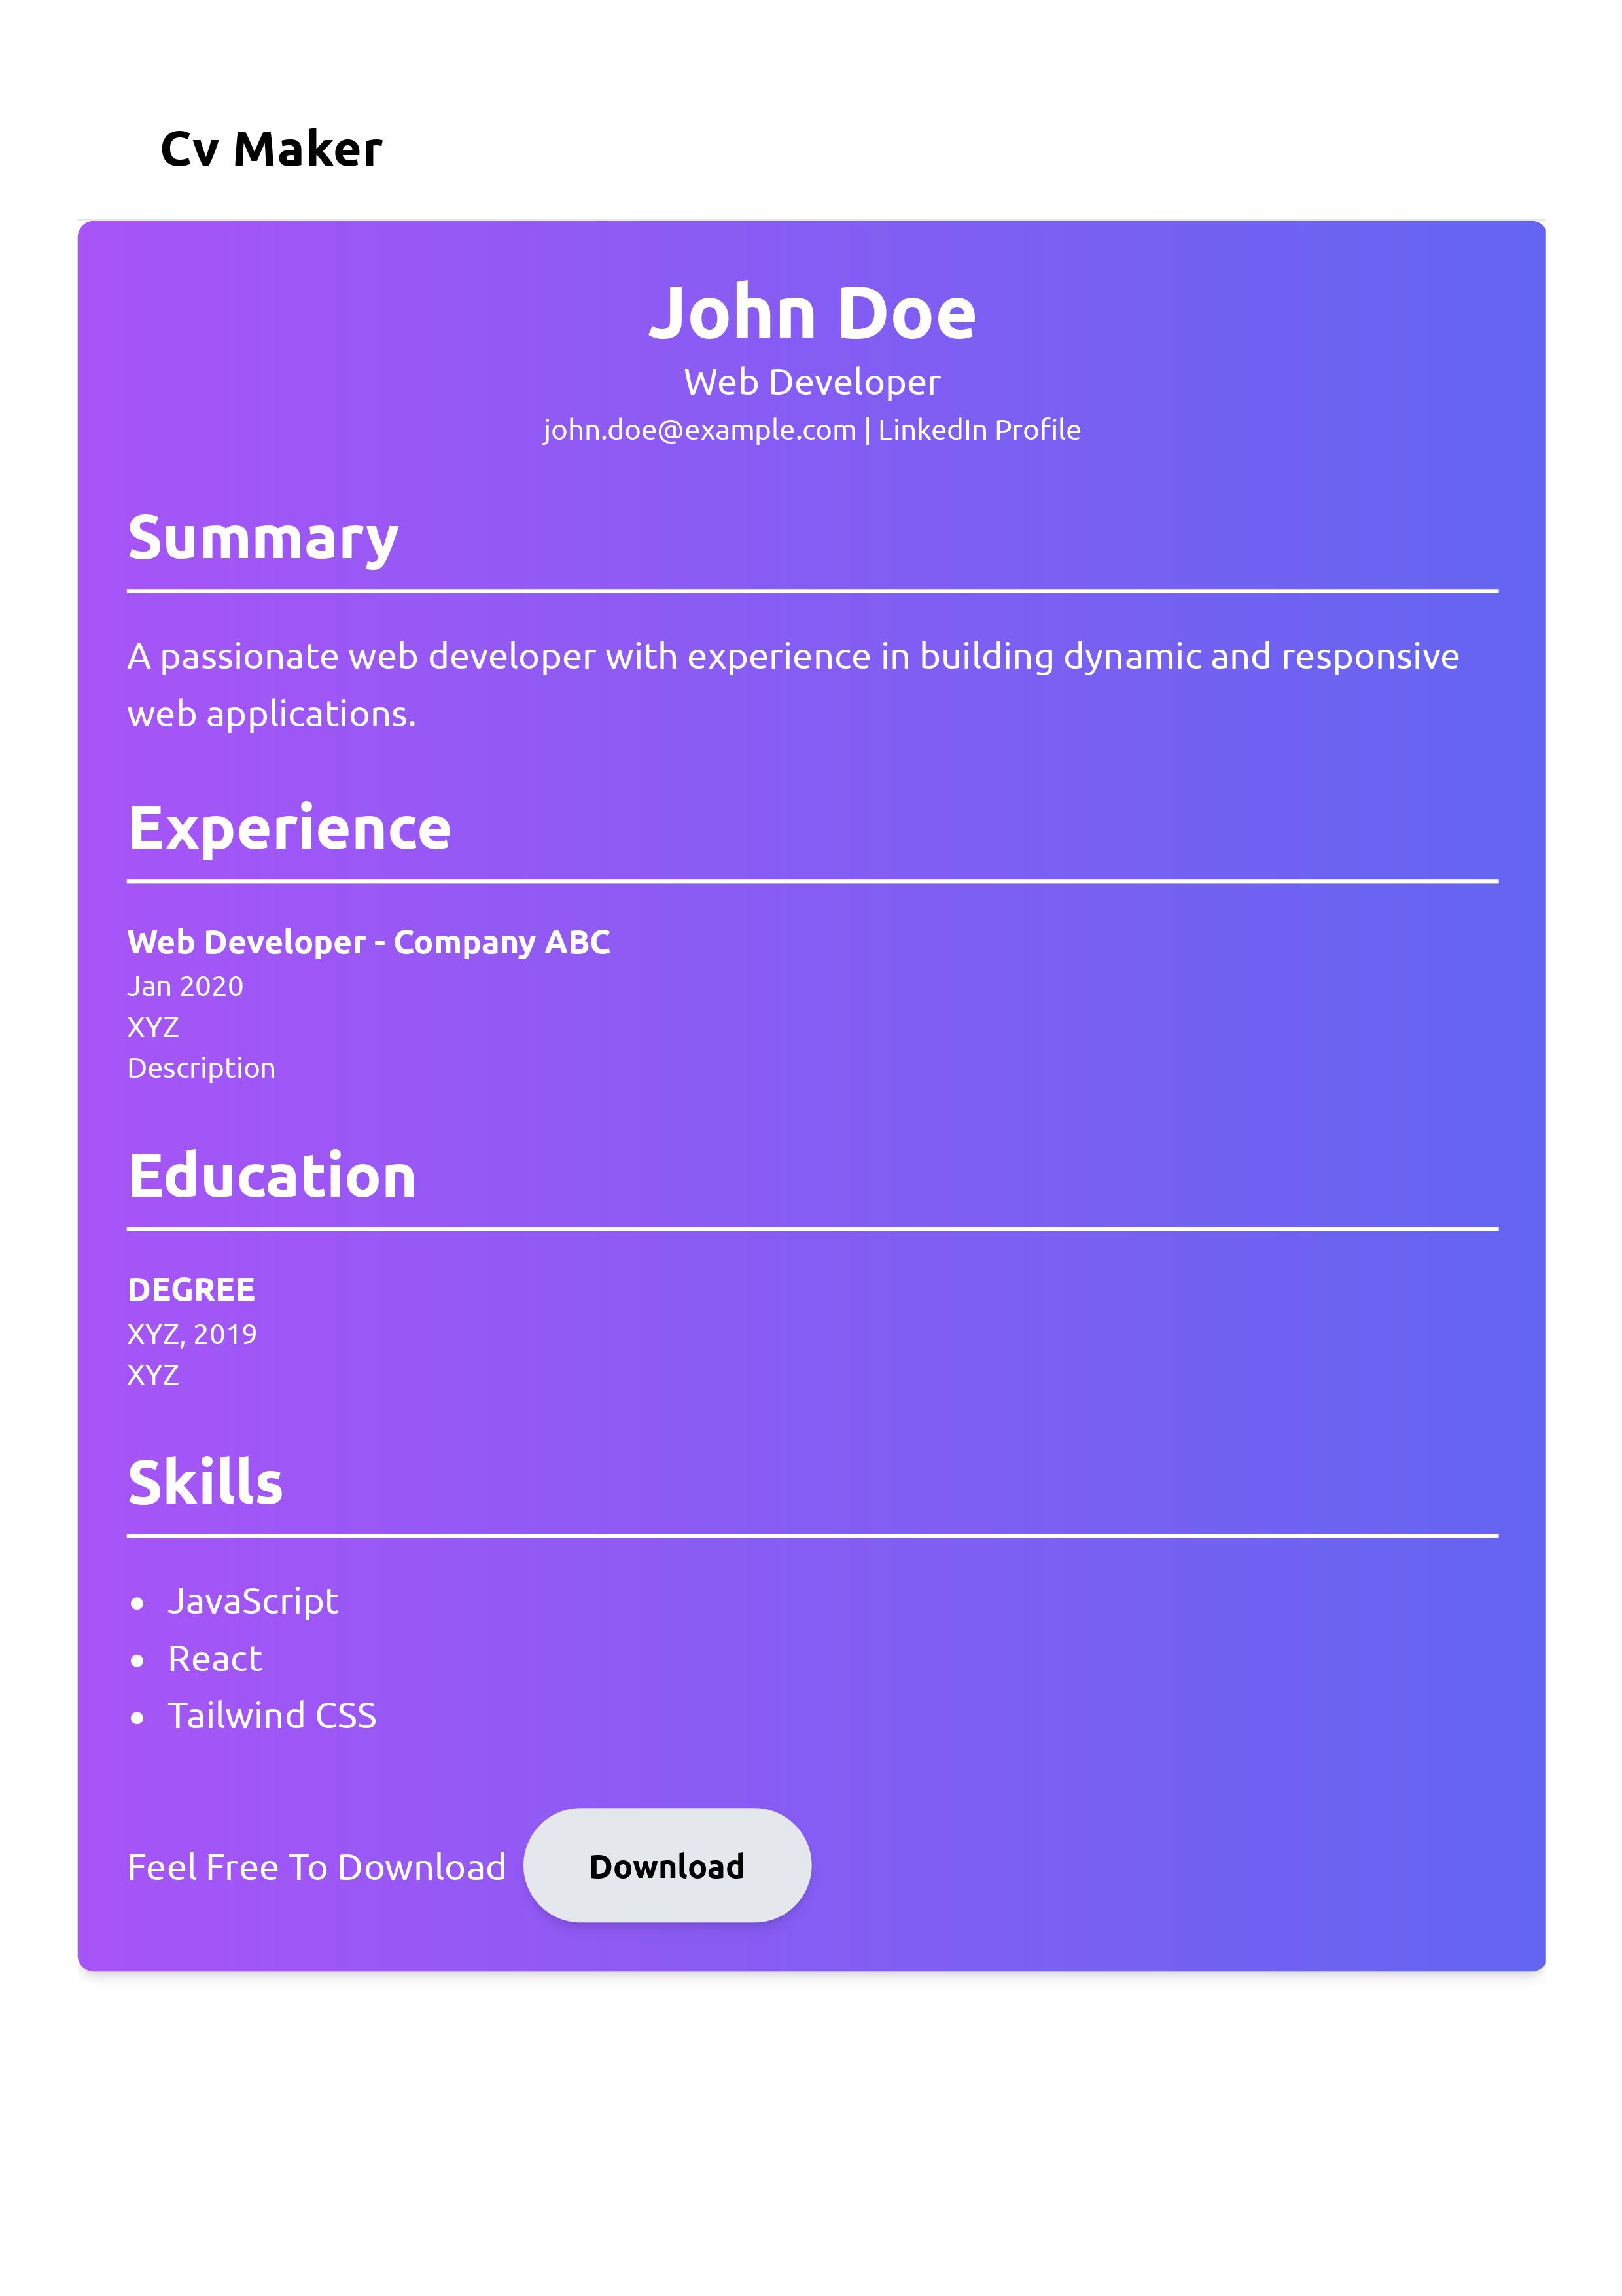 Cv Maker
John Doe
Web Developer
john.doe@example.com | LinkedIn Profile
Summary
A passionate web developer with experience in building dynamic and responsive
web applications.
Experience
Web Developer - Company ABC
Jan 2020
XYZ
Description
Education
DEGREE
XYZ, 2019
XYZ
Skills
• JavaScript
• React
• Tailwind CSS
Feel Free To Download Download